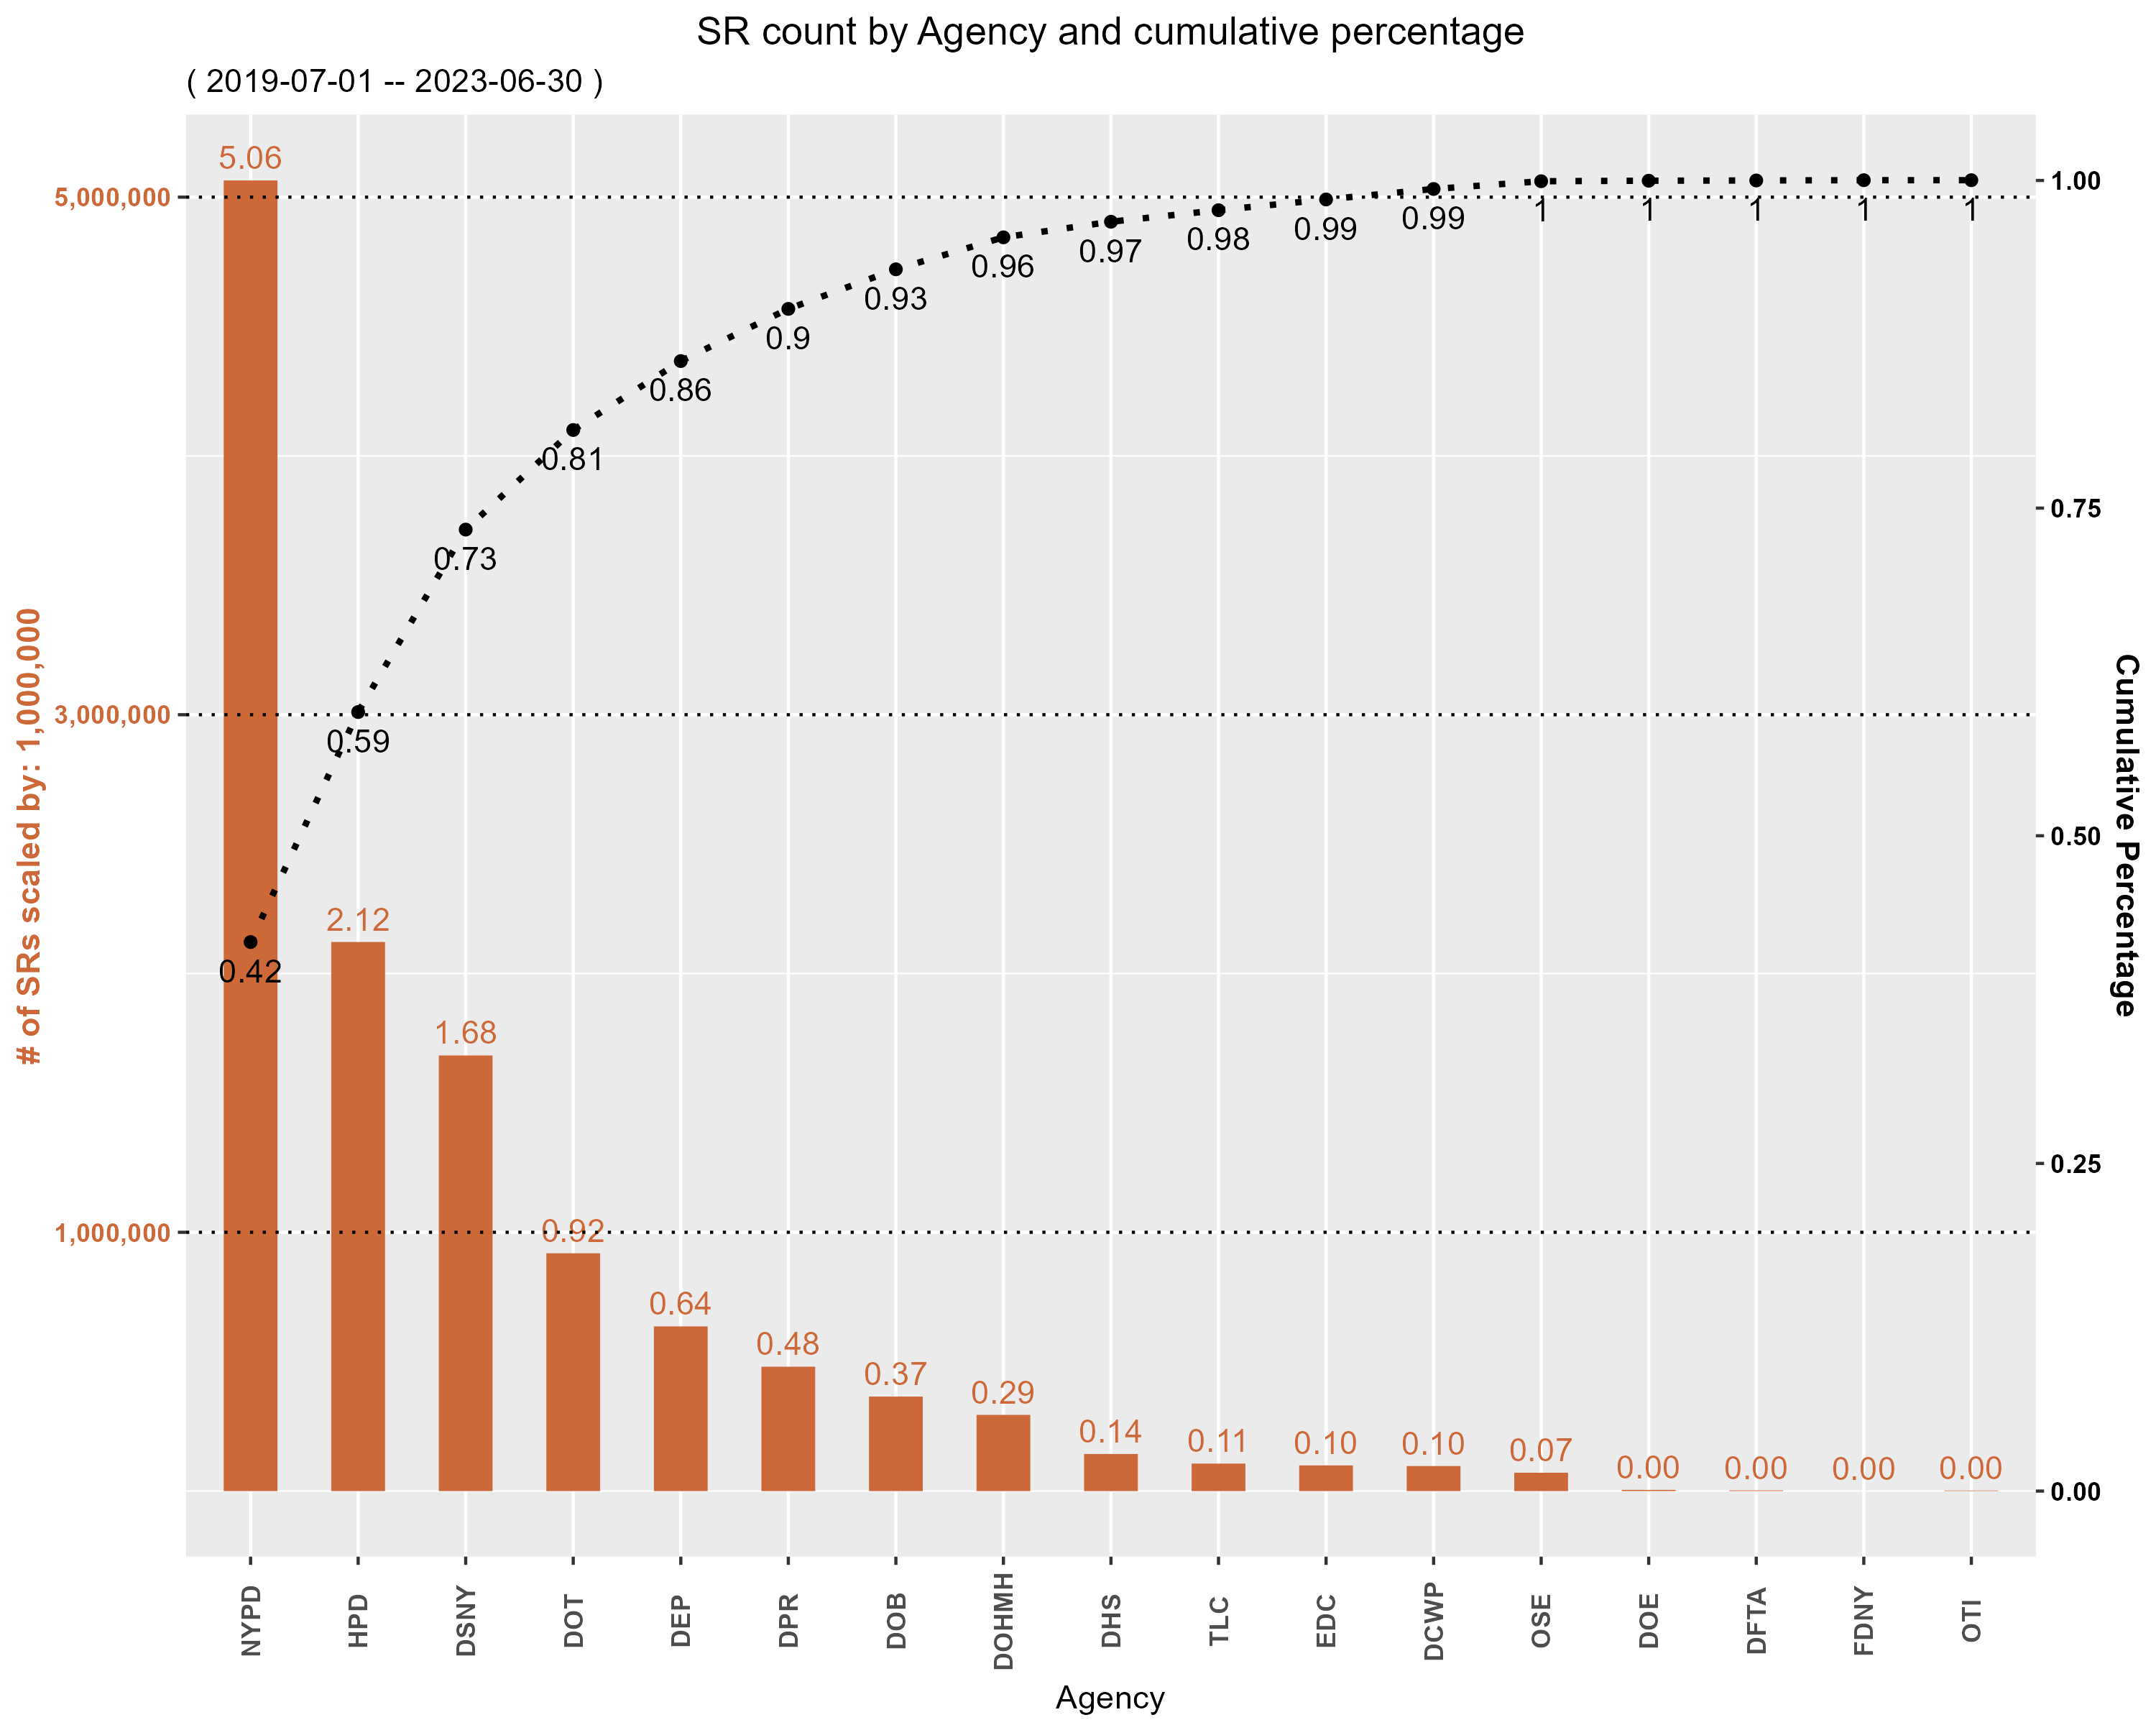 SR count by Agency and cumulative percentage
( 2019-07-01 -- 2023-06-30 )
# of SRs scaled by: 1,000,000
5,000,000
3,000,000
1,000,000
5.06
2.12
1.68
0.92
0.64
0.48
0.37
0.29
0.14
0.11
0.10
0.10
0.07
0.00
0.00
0.00
0.00
0.42
0.59
0.73
0.81
0.86
0.9
0.93
0.96
0.97
0.98
0.99
0.99
1
1
1
1
1
1.00
0.75
0.50
0.25
0.00
Cumulative Percentage
NYPD
HPD
DSNY
DOT
DEP
DPR
DOB
DOHMH
DHS
TLC
EDC
DCWP
OSE
DOE
DFTA
FDNY
OTI
Agency